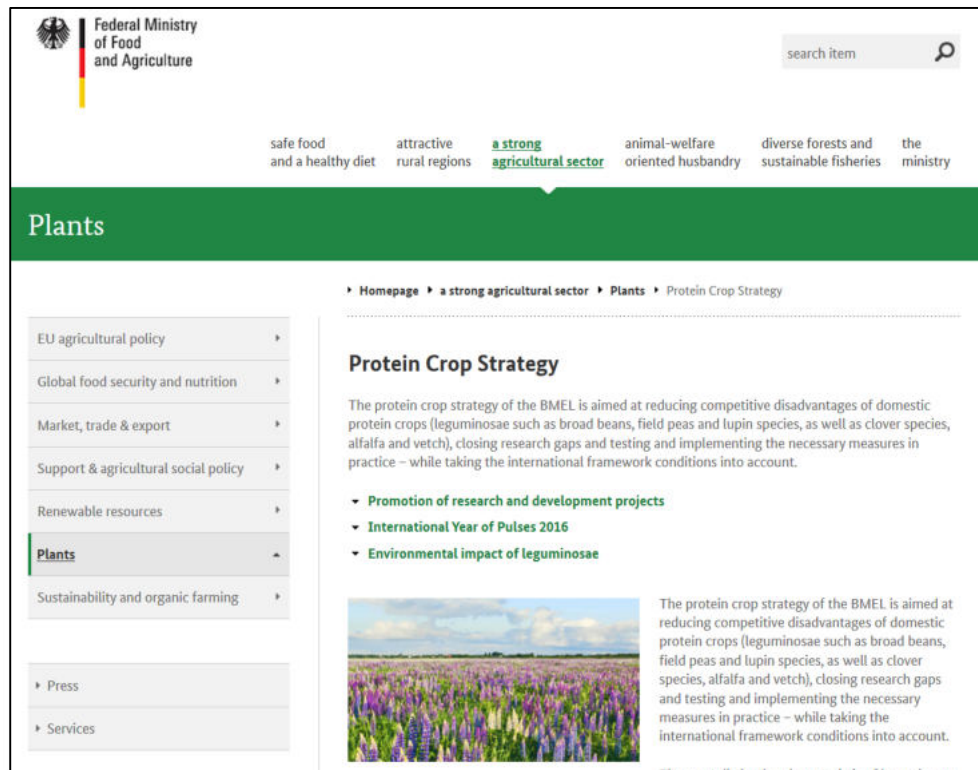 Federal Ministry
of Food
and Agriculture
search item
safe food
and a healthy diet
attractive
rural regions
a strong
agricultural sector
animal-welfare
oriented husbandry
diverse forests and
sustainable fisheries
the
ministry
Plants
Homepage a strong agricultural sector Plants Protein Crop Strategy
EU agricultural policy
Global food security and nutrition
Market, trade & export
Support & agricultural social policy
Renewable resources
Plants
Sustainability and organic farming
Press
Services
Protein Crop Strategy
The protein crop strategy of the BMEL is aimed at reducing competitive disadvantages of domestic
protein crops (leguminosae such as broad beans, field peas and lupin species, as well as clover species,
alfalfa and vetch), closing research gaps and testing and implementing the necessary measures in
practice – while taking the international framework conditions into account.
Promotion of research and development projects
International Year of Pulses 2016
Environmental impact of leguminosae
The protein crop strategy of the BMEL is aimed at
reducing competitive disadvantages of domestic
protein crops (leguminosae such as broad beans,
field peas and lupin species, as well as clover
species, alfalfa and vetch), closing research gaps
and testing and implementing the necessary
measures in practice – while taking the
international framework conditions into account.